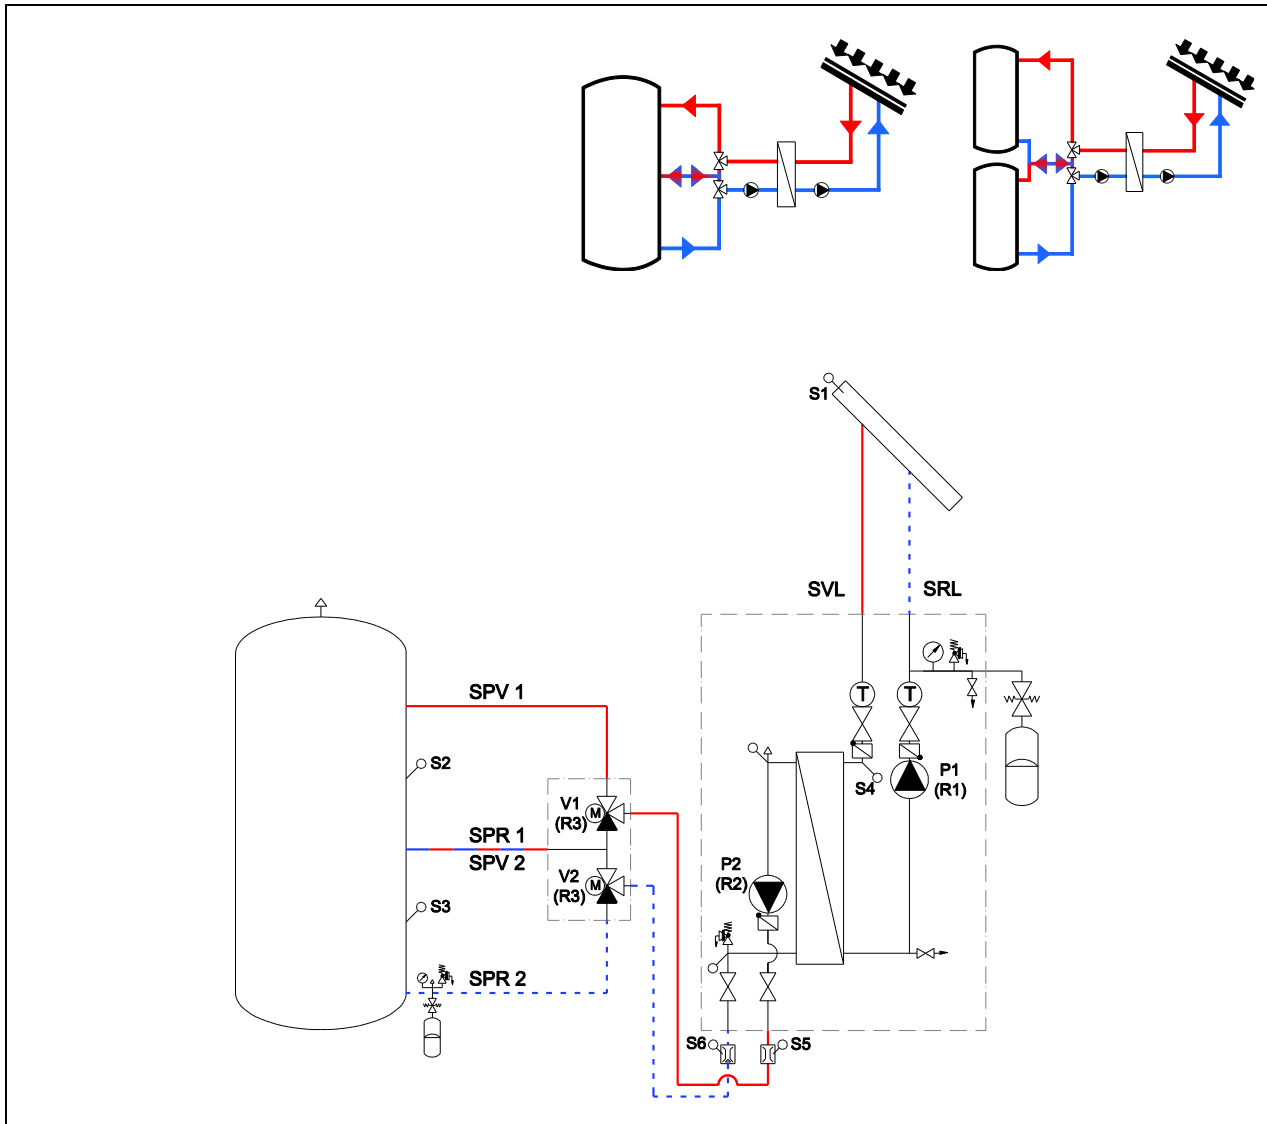 S1
SVL
SRL
T
T
SPV 1
S2
S4
P1
(R1)
V1
(R3)
M
SPR 1
SPV 2
P2
(R2)
V2
(R3)
M
S3
SPR 2
S6
S5